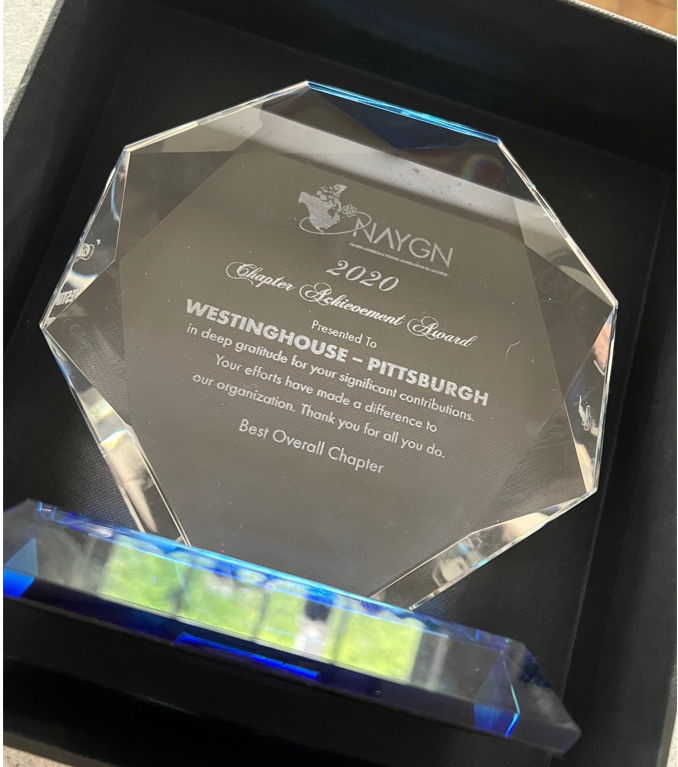 NAYGN
2020
Chapter Achievement Award
Presented To
WESTINGHOUSE – PITTSBURGH
in deep gratitude for your significant contributions.
Your efforts have made a difference to
our organization. Thank you for all you do.
Best Overall Chapter